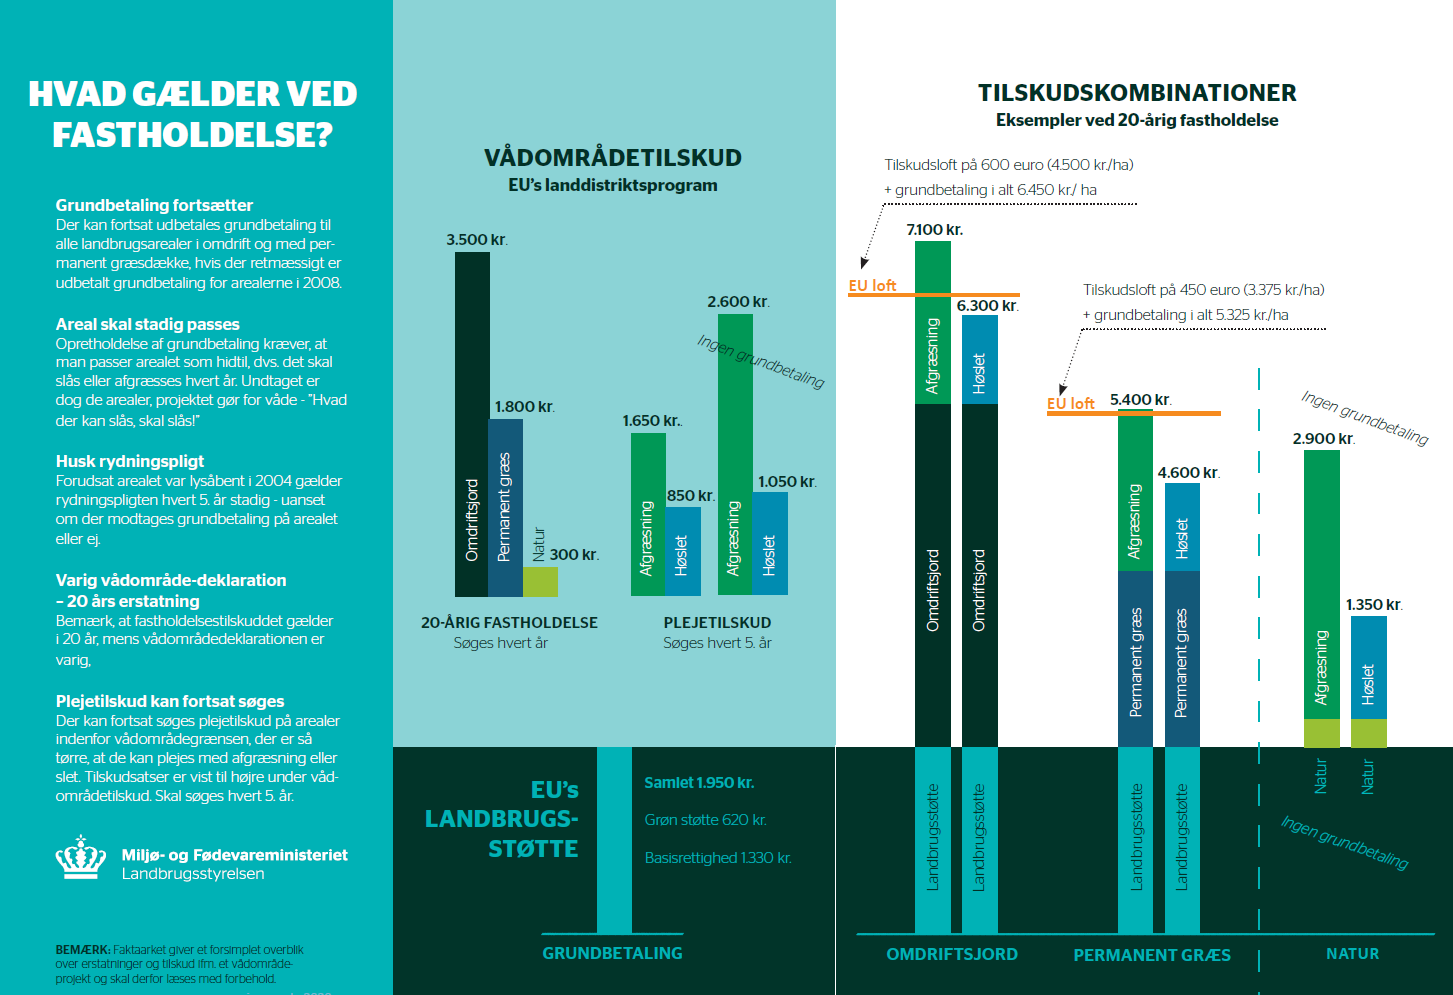 HVAD GÆLDER VED
FASTHOLDELSE?
Grundbetaling fortsætter
Der kan fortsat udbetales grundbetaling til
alle landbrugsarealer i omdrift og med per-
manent græsdække, hvis der retmæssigt er
udbetalt grundbetaling for arealerne i 2008.
Areal skal stadig passes
Opretholdelse af grundbetaling kræver, at
man passer arealet som hidtil, dvs. det skal
slås eller afgræsses hvert år. Undtaget er
dog de arealer, projektet gør for våde - "Hvad
der kan slås, skal slås!"
Husk rydningspligt
Forudsat arealet var lysåbent i 2004 gælder
rydningspligten hvert 5. år stadig - uanset
om der modtages grundbetaling på arealet
eller ej.
Varig vådområde-deklaration
– 20 års erstatning
Bemærk, at fastholdelsestilskuddet gælder
i 20 år, mens vådområdedeklarationen er
varig,
Plejetilskud kan fortsat søges
Der kan fortsat søges plejetilskud på arealer
indenfor vådområdegrænsen, der er så
tørre, at de kan plejes med afgræsning eller
slet. Tilskudsatser er vist til højre under våd-
områdetilskud. Skal søges hvert 5. år.
Miljø- og Fødevareministeriet
Landbrugsstyrelsen
BEMÆRK: Faktaarket giver et forsimplet overblik
over erstatninger og tilskud ifm. et vådområde-
projekt og skal derfor læses med forbehold.
VÅDOMRÅDETILSKUD
EU's landdistriktsprogram
3.500 kr.
1.800 kr.
300 kr.
Omdriftsjord
Permanent græs
Natur
20-ÅRIG FASTHOLDELSE
Søges hvert år
1.650 kr..
850 kr.
2.600 kr.
1.050 kr.
Ingen grundbetaling
Afgræsning
Høslet
Afgræsning
Høslet
PLEJETILSKUD
Søges hvert 5. år
EU's
LANDBRUGS-
STØTTE
Samlet 1.950 kr.
Grøn støtte 620 kr.
Basisrettighed 1.330 kr.
GRUNDBETALING
TILSKUDSKOMBINATIONER
Eksempler ved 20-årig fastholdelse
Tilskudsloft på 600 euro (4.500 kr./ha)
+ grundbetaling i alt 6.450 kr./ ha
7.100 kr.
EU loft
6.300 kr.
Afgræsning
Høslet
Omdriftsjord
Omdriftsjord
Landbrugsstøtte
Landbrugsstøtte
OMDRIFTSJORD
Tilskudsloft på 450 euro (3.375 kr./ha)
+ grundbetaling i alt 5.325 kr./ha
EU loft
5.400 kr.
4.600 kr.
Afgræsning
Høslet
Permanent græs
Permanent græs
Landbrugsstøtte
Landbrugsstøtte
PERMANENT GRÆS
Ingen grundbetaling
2.900 kr.
1.350 kr.
Afgræsning
Høslet
Natur
Natur
Ingen grundbetaling
NATUR